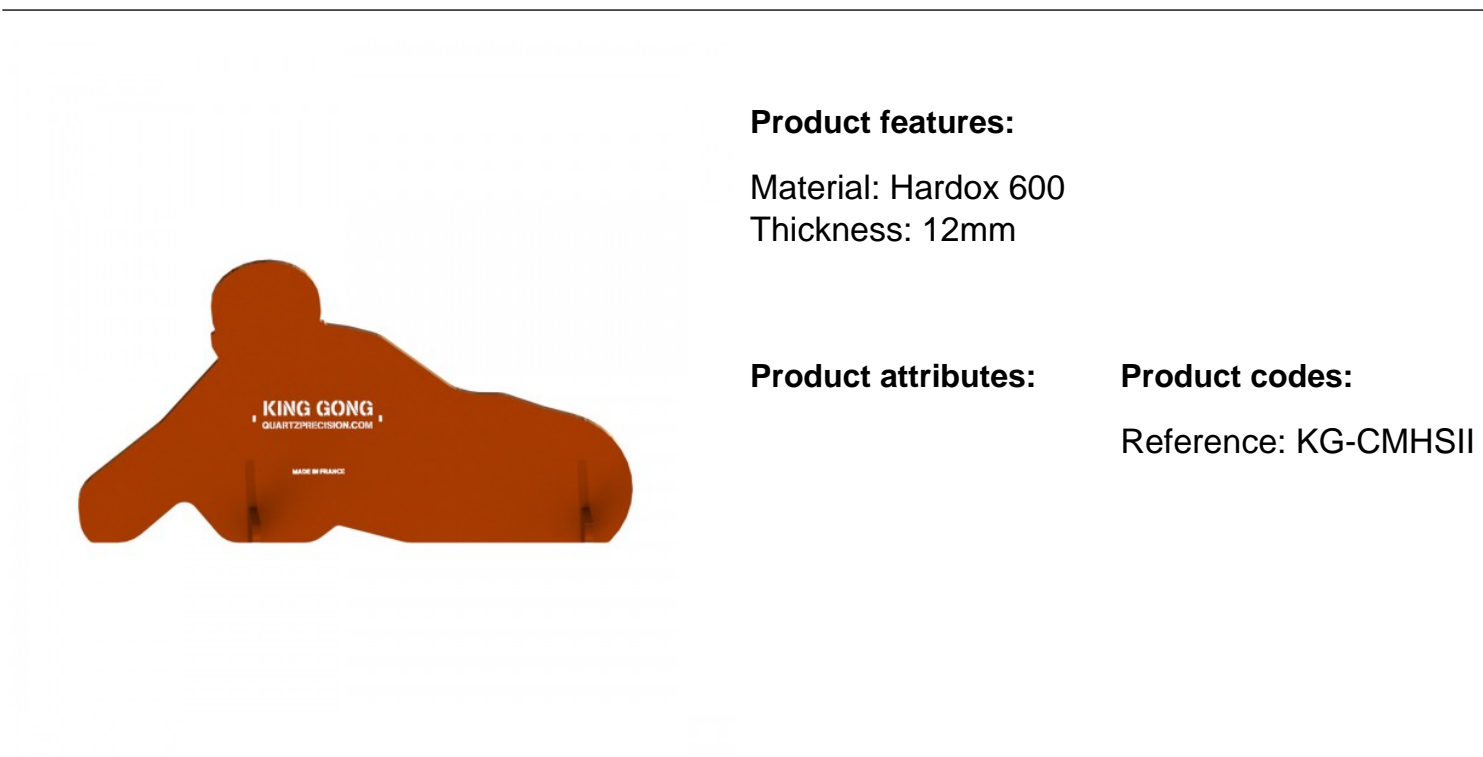 Product features:
Material: Hardox 600
Thickness: 12mm
KING GONG
QUARTZPRECISION.COM
MADE IN FRANCE
Product attributes:
Product codes:
Reference: KG-CMHSII